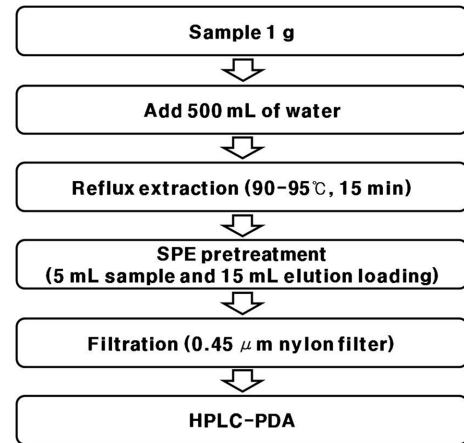 Sample 1 g
Add 500 mL of water
Reflux extraction (90-95℃, 15 min)
SPE pretreatment
(5 mL sample and 15 mL elution loading)
Filtration (0.45 μm nylon filter)
HPLC-PDA